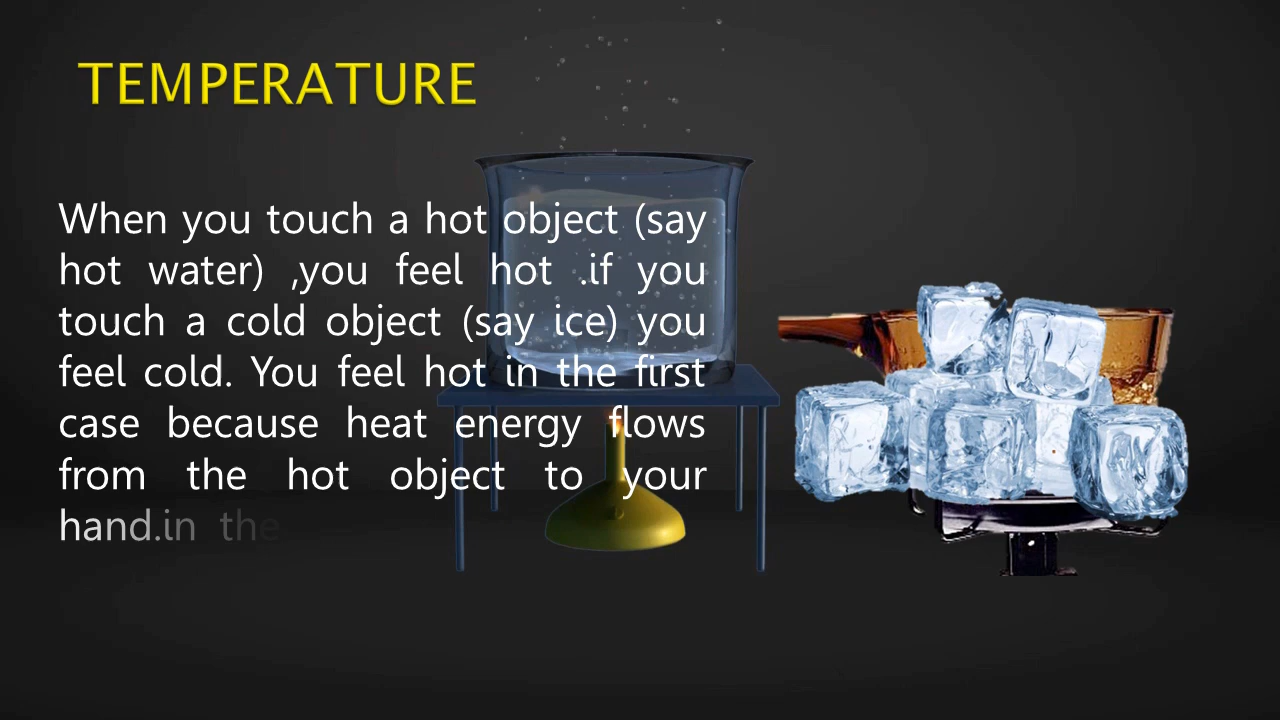 TEMPERATURE
When you touch a hot object (say
hot water) ,you feel hot .if you
touch a cold object (say ice) you
feel cold. You feel hot in the first
case because heat energy flows
from the hot object to your
hand.in the